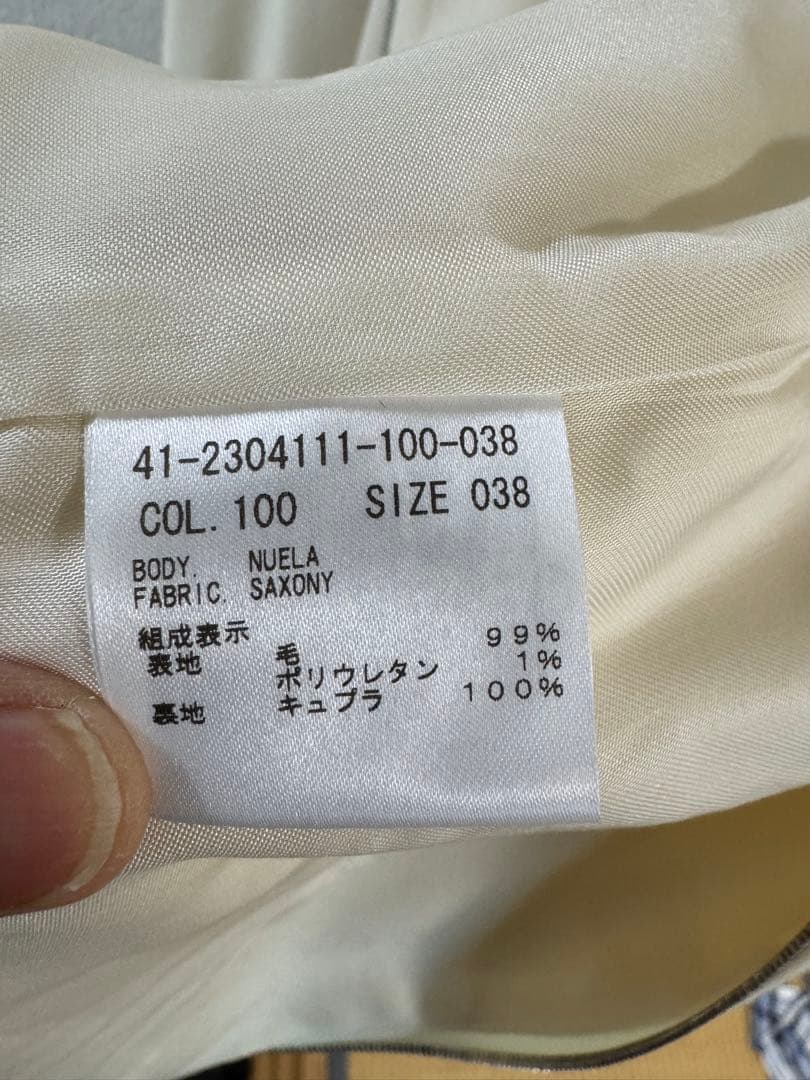 41-2304111-100-038
COL. 100 SIZE 038
BODY. NUELA
FABRIC. SAXONY
組成表示
表地 毛 99%
ポリウレタン 1%
裏地 キュプラ 100%